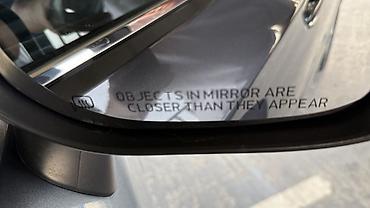 OBJECTS IN MIRROR ARE
CLOSER THAN THEY APPEAR